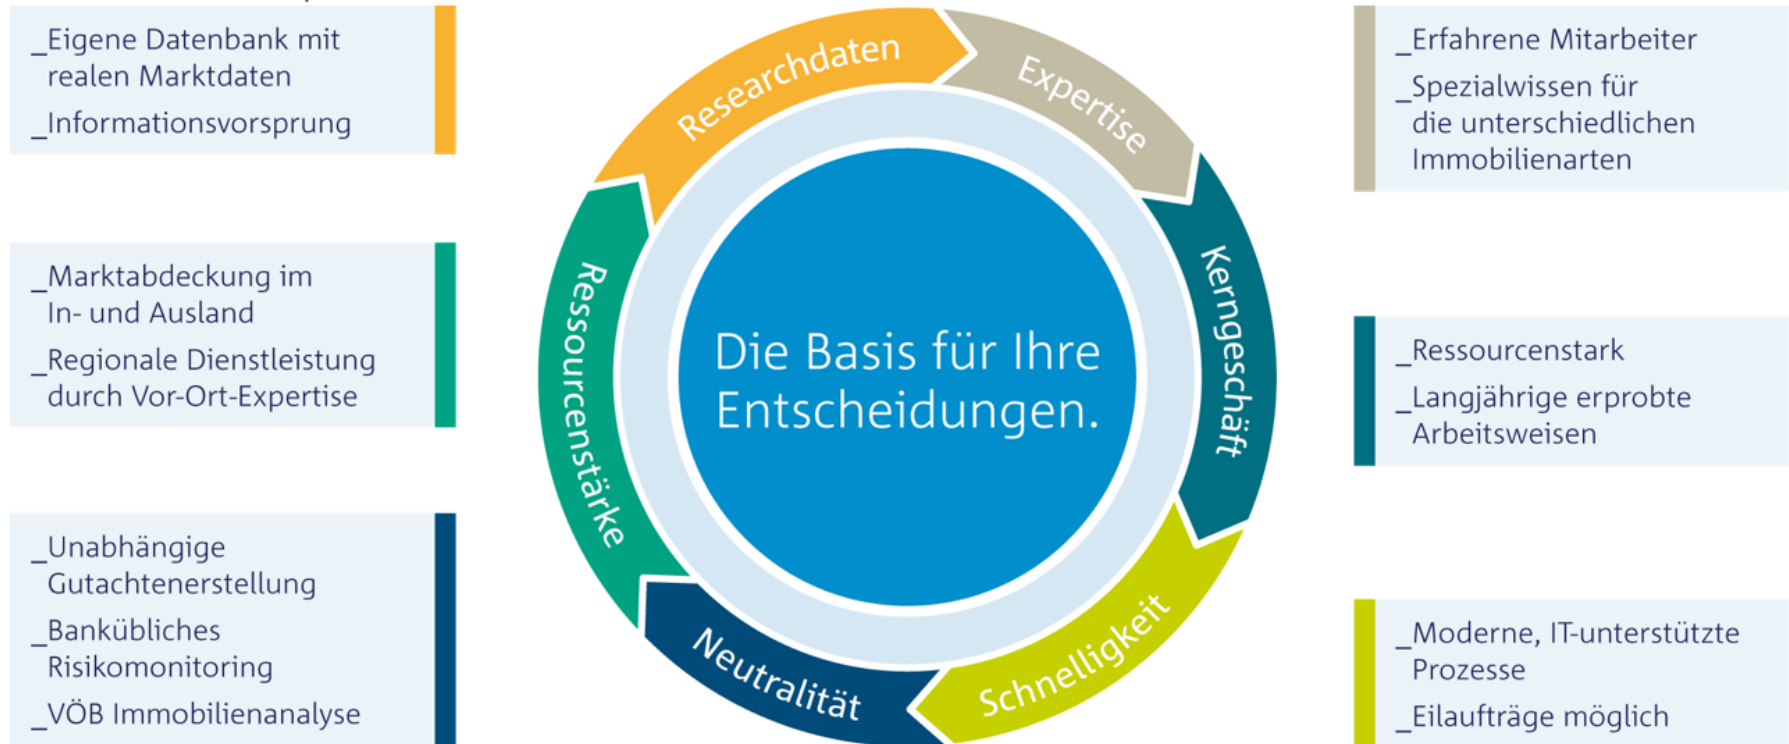 _Eigene Datenbank mit
realen Marktdaten
_Informationsvorsprung
_Marktabdeckung im
In- und Ausland
_Regionale Dienstleistung
durch Vor-Ort-Expertise
_Unabhängige
Gutachtenerstellung
_Bankübliches
Risikomonitoring
_VÖB Immobilienanalyse
Researchdaten
Expertise
Kerngeschäft
Schnelligkeit
Neutralität
Ressourcenstärke
Die Basis für Ihre
Entscheidungen.
_Erfahrene Mitarbeiter
_Spezialwissen für
die unterschiedlichen
Immobilienarten
_Ressourcenstark
_Langjährige erprobte
Arbeitsweisen
_Moderne, IT-unterstützte
Prozesse
_Eilaufträge möglich